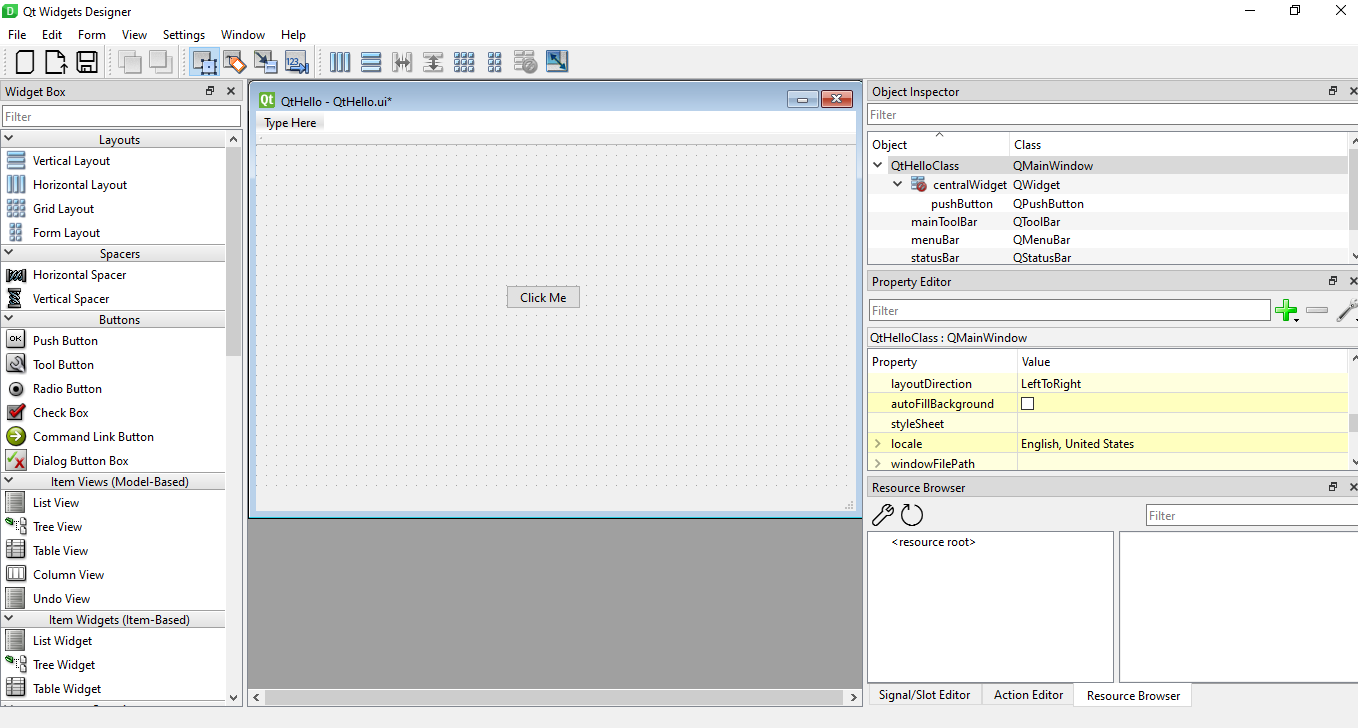 Qt Widgets Designer
File Edit Form View Settings Window Help
Widget Box
Filter
Layouts
Vertical Layout
Horizontal Layout
Grid Layout
Form Layout
Spacers
Horizontal Spacer
Vertical Spacer
Buttons
OK Push Button
Tool Button
Radio Button
Check Box
Command Link Button
Dialog Button Box
Item Views (Model-Based)
List View
Tree View
Table View
Column View
Undo View
Item Widgets (Item-Based)
List Widget
Tree Widget
Table Widget
Qt QtHello - QtHello.ui*
Type Here
Click Me
Object Inspector
Filter
Object Class
QtHelloClass QMainWindow
centralWidget QWidget
pushButton QPushButton
mainToolBar QToolBar
menuBar QMenuBar
statusBar QStatusBar
Property Editor
Filter
QtHelloClass : QMainWindow
Property Value
layoutDirection LeftToRight
autoFillBackground
styleSheet
locale English, United States
windowFilePath
Resource Browser
Filter
<resource root>
Signal/Slot Editor Action Editor Resource Browser